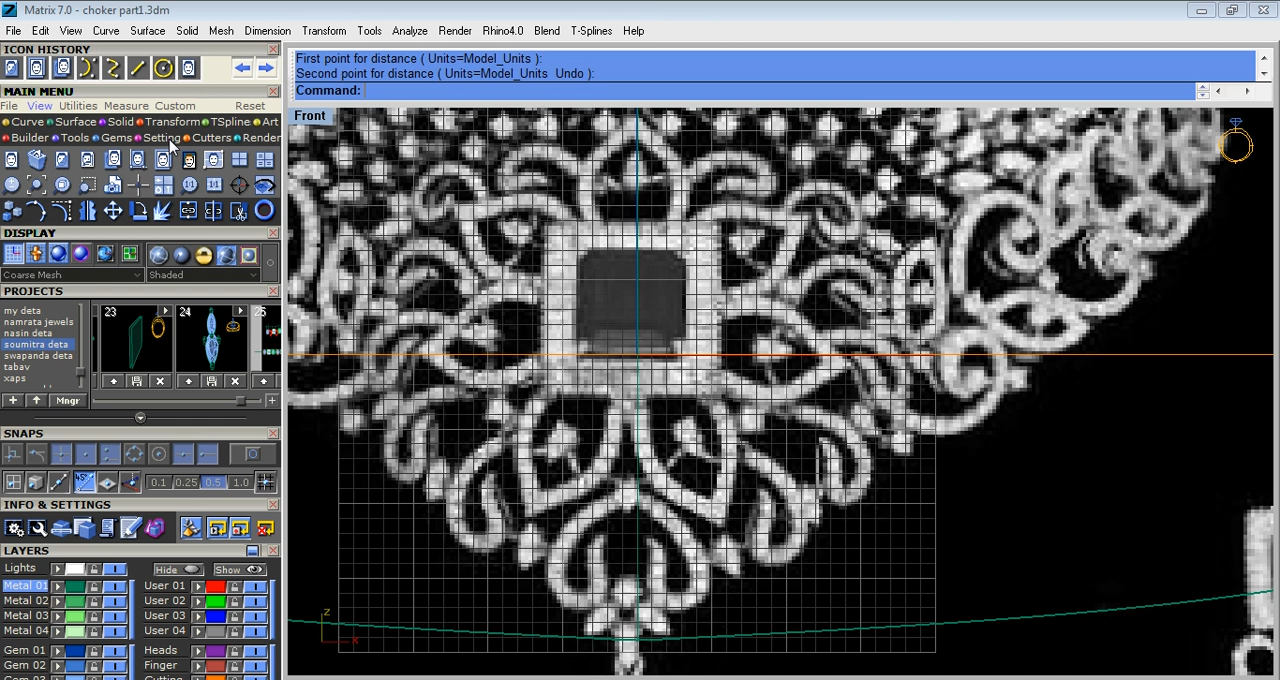 Matrix 7.0 - choker part1.3dm
File Edit View Curve Surface Solid Mesh Dimension Transform Tools Analyze Render Rhino4.0 Blend T-Splines Help
ICON HISTORY
MAIN MENU
File View Utilities Measure Custom Reset
Curve Surface Solid Transform TSpline Art
Builder Tools Gems Setting Cutters Render
DISPLAY
Coarse Mesh Shaded
PROJECTS
my deta
namrata jewels
nasin deta
soumitra deta
swapanda deta
tabav
xaps
23 24 25
+ Mngr +
SNAPS
45° 0.1 0.25 0.5 1.0
INFO & SETTINGS
LAYERS
Lights Hide Show
Metal 01 User 01
Metal 02 User 02
Metal 03 User 03
Metal 04 User 04
Gem 01 Heads
Gem 02 Finger
Gem 03 Cutting
First point for distance ( Units=Model_Units ):
Second point for distance ( Units=Model_Units Undo ):
Command:
Front
z
x